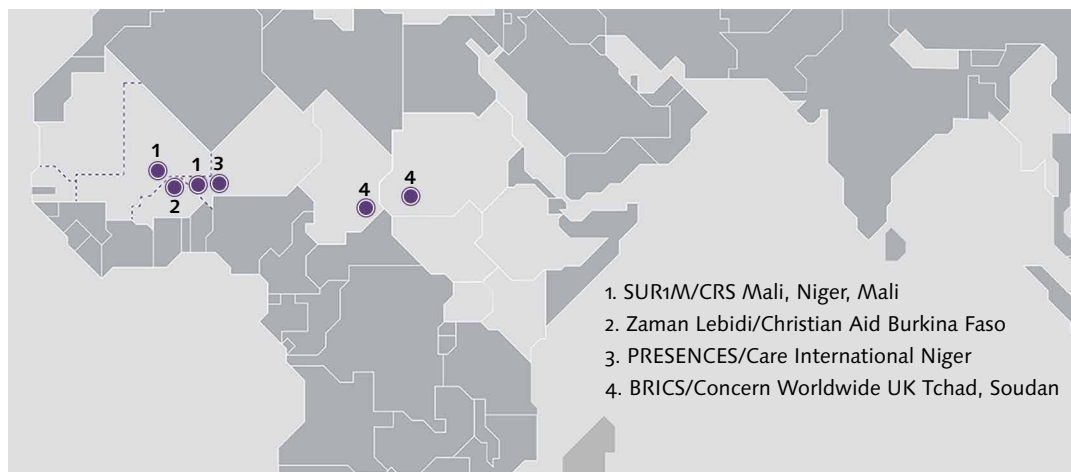 1
1
3
2
4
4
1. SUR1M/CRS Mali, Niger, Mali
2. Zaman Lebidi/Christian Aid Burkina Faso
3. PRESENCES/Care International Niger
4. BRICS/Concern Worldwide UK Tchad, Soudan